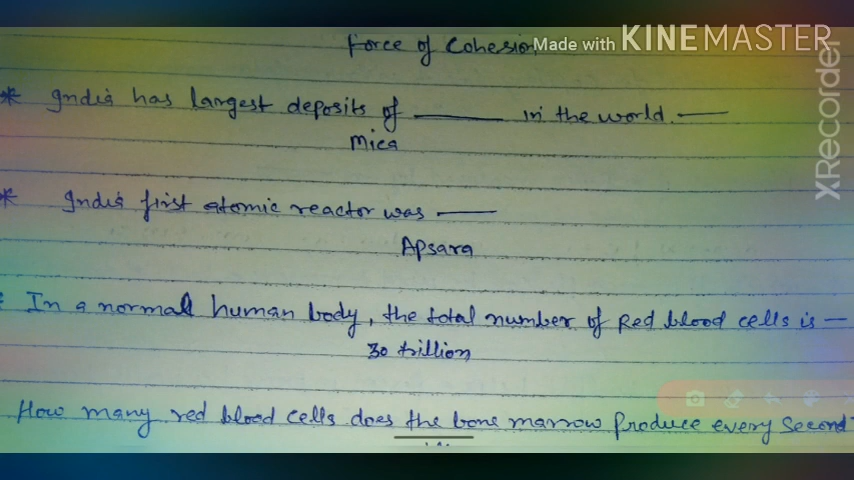 Force of Cohesion
Made with KINEMASTER
XRecorder
* India has largest deposits of ______ in the world. —
Mica
* India's first atomic reactor was —
Apsara
In a normal human body, the total number of Red blood cells is —
30 trillion
How many red blood cells does the bone marrow produce every second